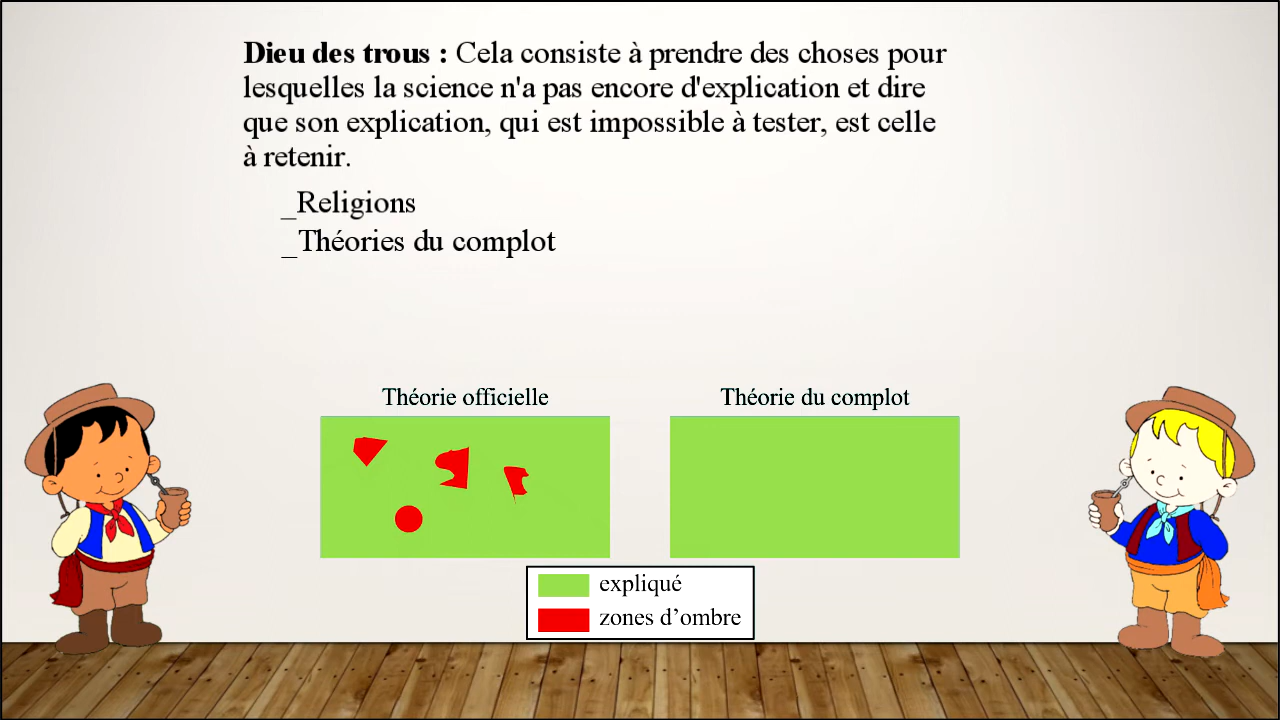 Dieu des trous : Cela consiste à prendre des choses pour
lesquelles la science n'a pas encore d'explication et dire
que son explication, qui est impossible à tester, est celle
à retenir.
_Religions
_Théories du complot
Théorie officielle
Théorie du complot
expliqué
zones d’ombre